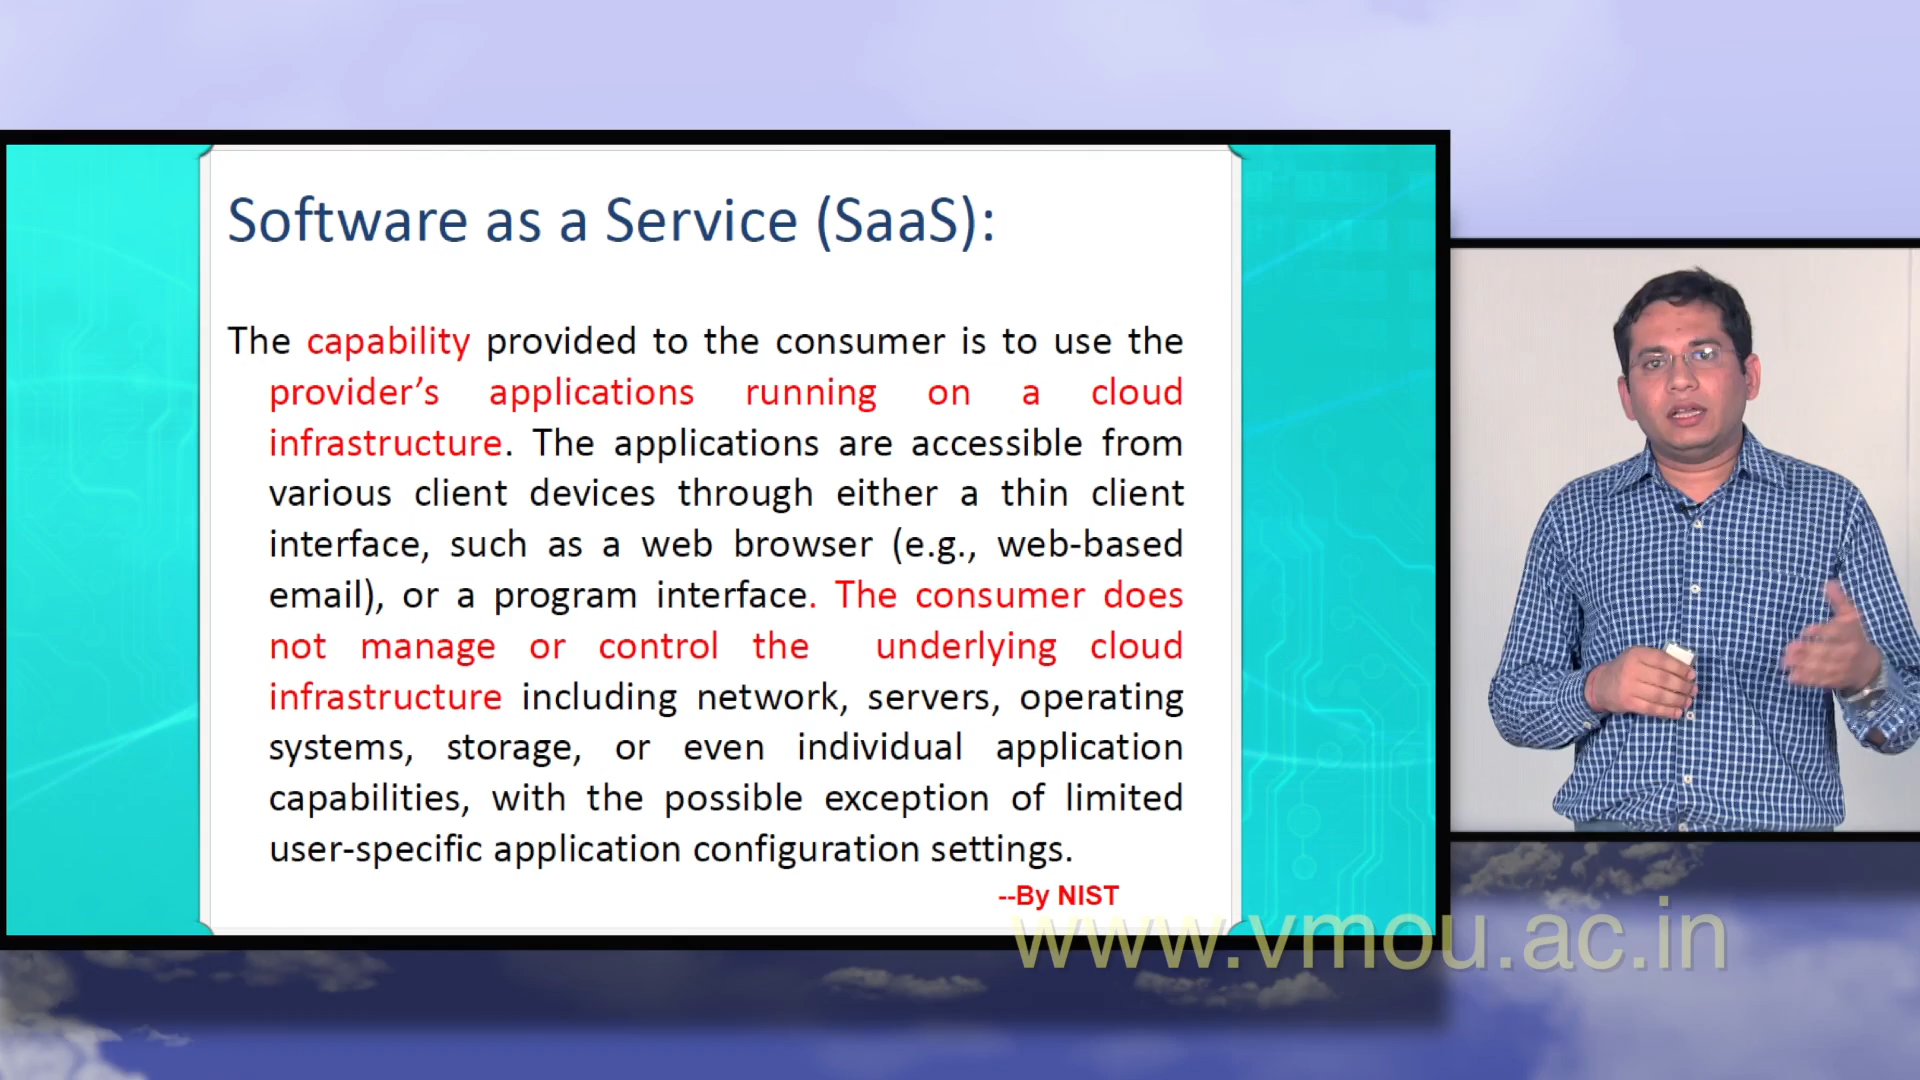 Software as a Service (SaaS):
The capability provided to the consumer is to use the
provider’s applications running on a cloud
infrastructure. The applications are accessible from
various client devices through either a thin client
interface, such as a web browser (e.g., web-based
email), or a program interface. The consumer does
not manage or control the underlying cloud
infrastructure including network, servers, operating
systems, storage, or even individual application
capabilities, with the possible exception of limited
user-specific application configuration settings.
--By NIST
www.vmou.ac.in